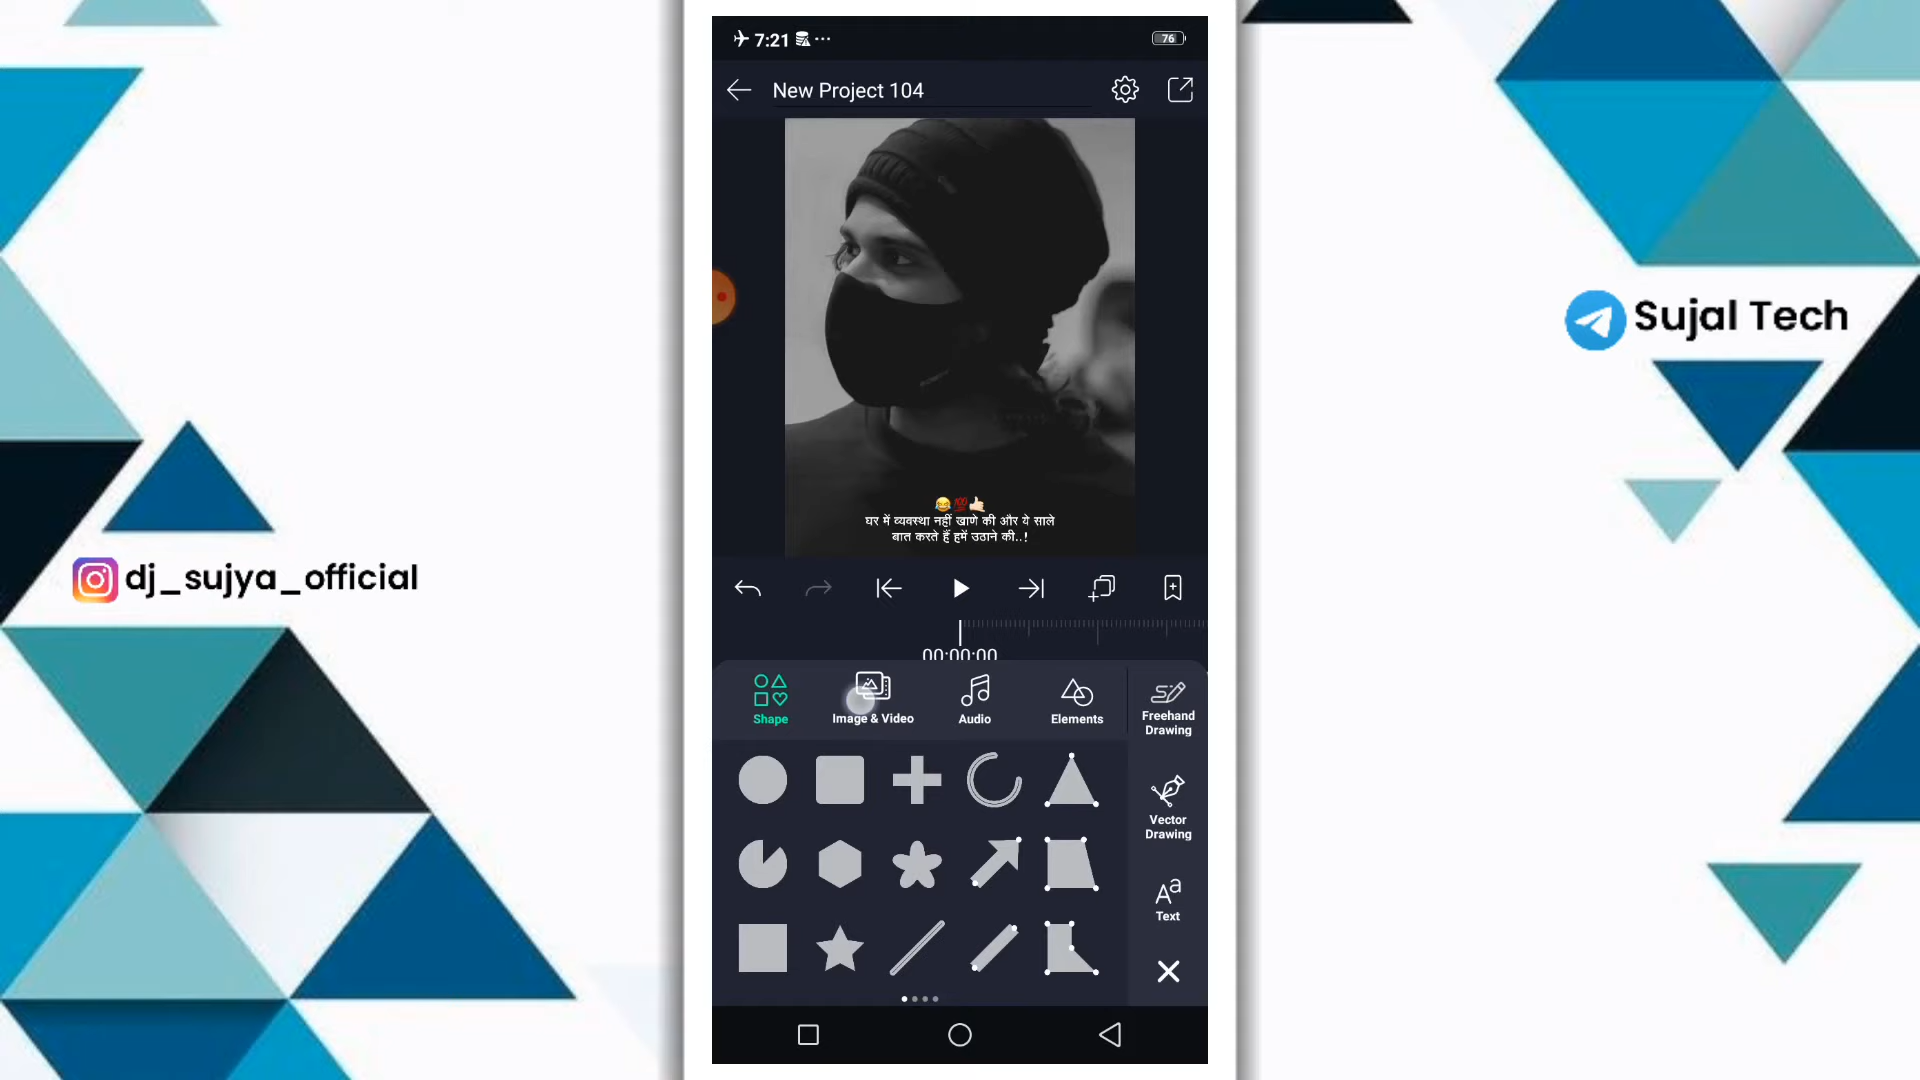 7:21
76
New Project 104
😂💯🤙🏻
घर में व्यवस्था नहीं खाणे की और ये साले
बात करते हैं हमें उठाने की..!
00:00:00
Shape
Image & Video
Audio
Elements
Freehand
Drawing
Vector
Drawing
Aa
Text
dj_sujya_official
Sujal Tech